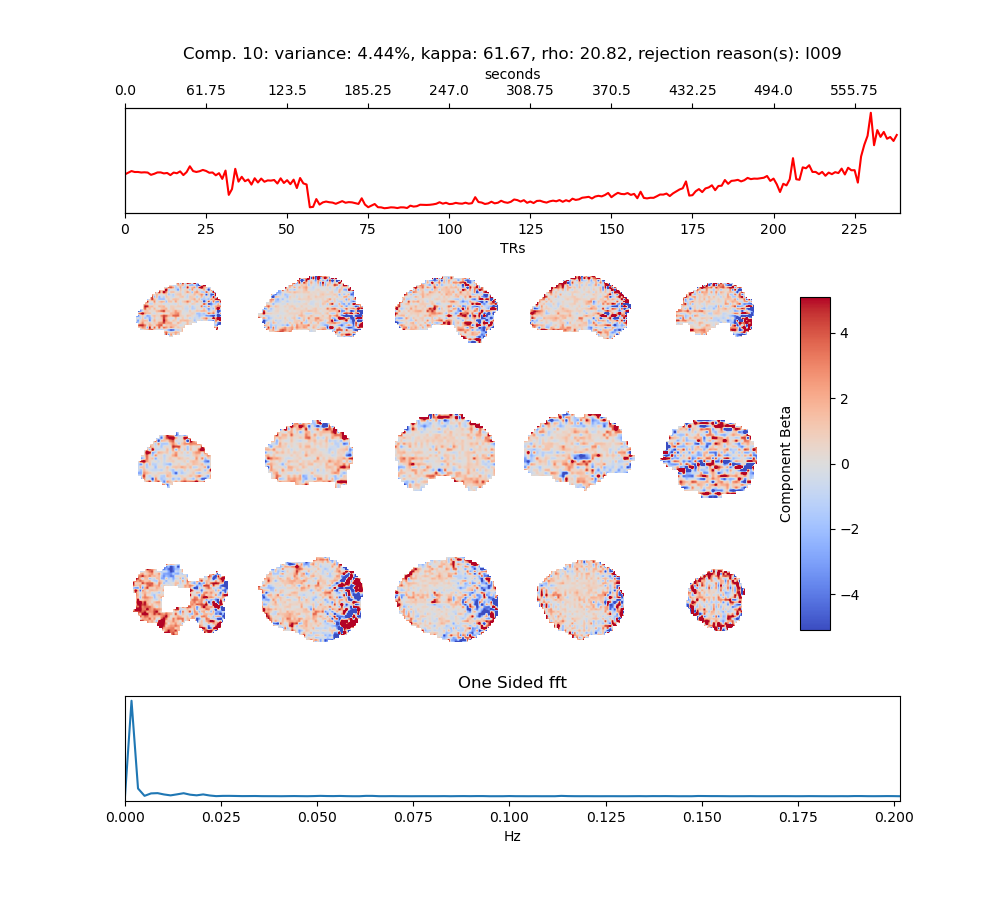 Comp. 10: variance: 4.44%, kappa: 61.67, rho: 20.82, rejection reason(s): I009
seconds
0.0 61.75 123.5 185.25 247.0 308.75 370.5 432.25 494.0 555.75
0 25 50 75 100 125 150 175 200 225
TRs
4
2
0
−2
−4
Component Beta
One Sided fft
0.000 0.025 0.050 0.075 0.100 0.125 0.150 0.175 0.200
Hz